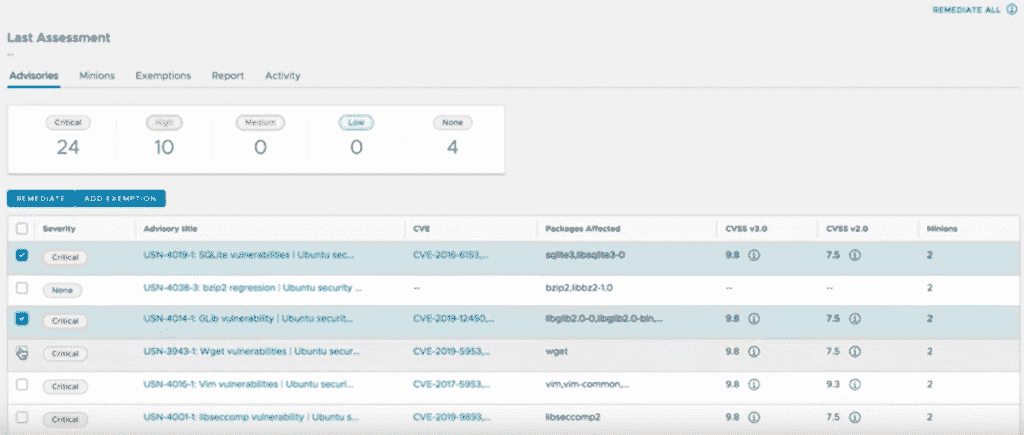 REMEDIATE ALL
Last Assessment
--
Advisories Minions Exemptions Report Activity
Critical High Medium Low None
24 10 0 0 4
REMEDIATE ADD EXEMPTION
Severity Advisory title CVE Packages Affected CVSS v3.0 CVSS v2.0 Minions
Critical USN-4019-1: SQLite vulnerabilities | Ubuntu sec... CVE-2016-6153,... sqlite3,libsqlite3-0 9.8 7.5 2
None USN-4038-3: bzip2 regression | Ubuntu security ... -- bzip2,libbz2-1.0 -- -- 2
Critical USN-4014-1: GLib vulnerability | Ubuntu securit... CVE-2019-12450,... libglib2.0-0,libglib2.0-bin,... 9.8 7.5 2
Critical USN-3943-1: Wget vulnerabilities | Ubuntu secur... CVE-2019-5953,... wget 9.8 7.5 2
Critical USN-4016-1: Vim vulnerabilities | Ubuntu securi... CVE-2017-5953,... vim,vim-common,... 9.8 9.3 2
Critical USN-4001-1: libseccomp vulnerability | Ubuntu s... CVE-2019-9893,... libseccomp2 9.8 7.5 2